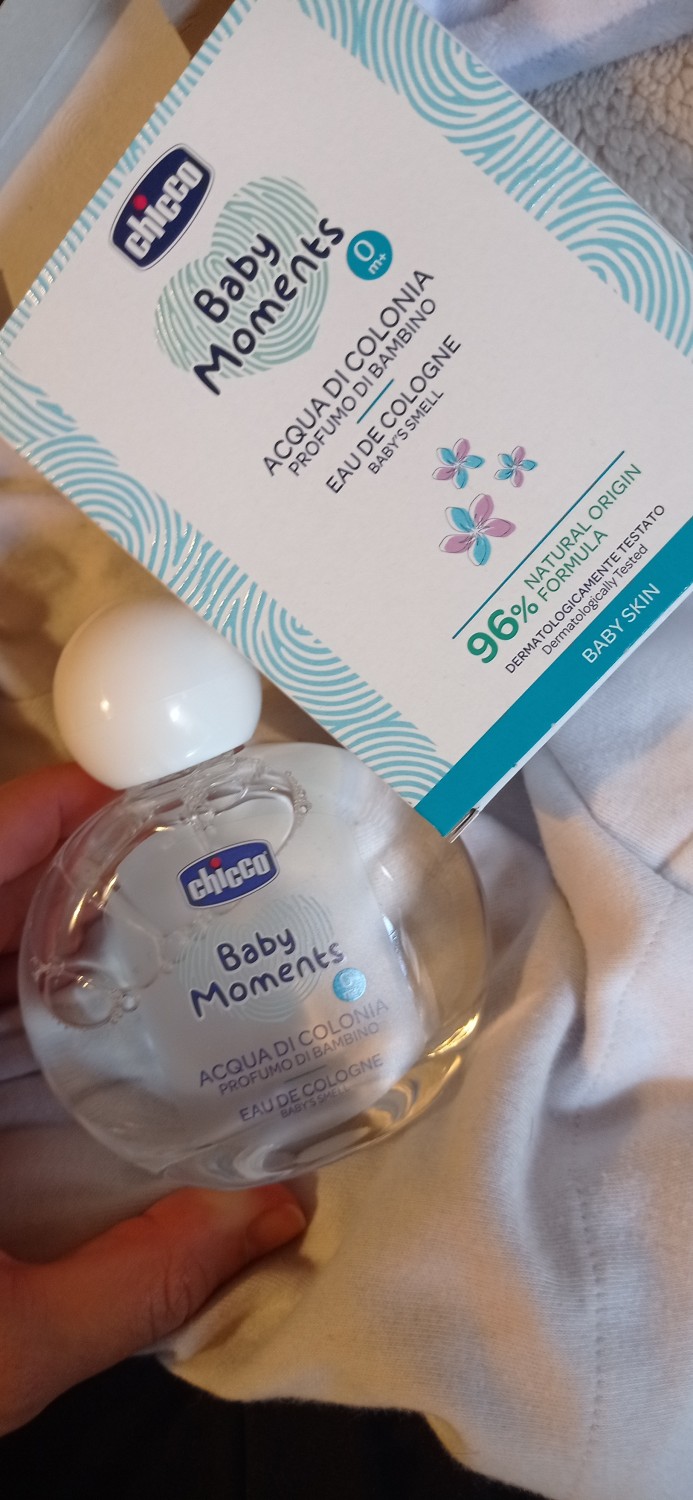 chicco
Baby
Moments
0
m+
ACQUA DI COLONIA
PROFUMO DI BAMBINO
EAU DE COLOGNE
BABY'S SMELL
96% NATURAL ORIGIN
FORMULA
DERMATOLOGICAMENTE TESTATO
Dermatologically Tested
BABY SKIN
chicco
Baby
Moments
ACQUA DI COLONIA
PROFUMO DI BAMBINO
EAU DE COLOGNE
BABY'S SMELL